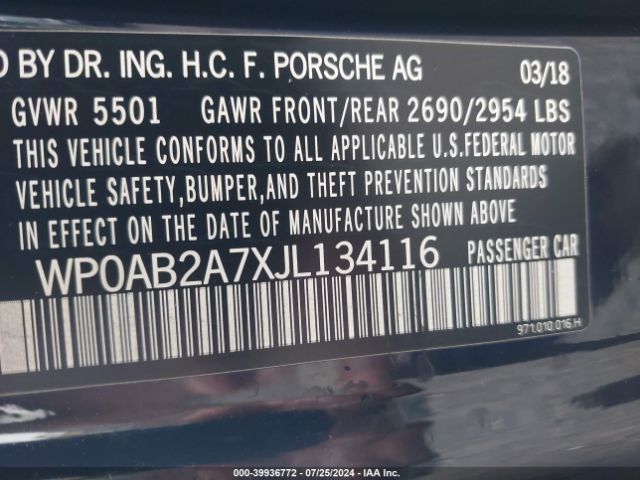 D BY DR. ING. H.C. F. PORSCHE AG 03/18
GVWR 5501 GAWR FRONT/REAR 2690/2954 LBS
THIS VEHICLE CONFORMS TO ALL APPLICABLE U.S.FEDERAL MOTOR
VEHICLE SAFETY,BUMPER,AND THEFT PREVENTION STANDARDS
IN EFFECT ON THE DATE OF MANUFACTURE SHOWN ABOVE
WP0AB2A7XJL134116 PASSENGER CAR
971.010.016.H
000-39936772 / 07/25/2024 - IAA Inc.